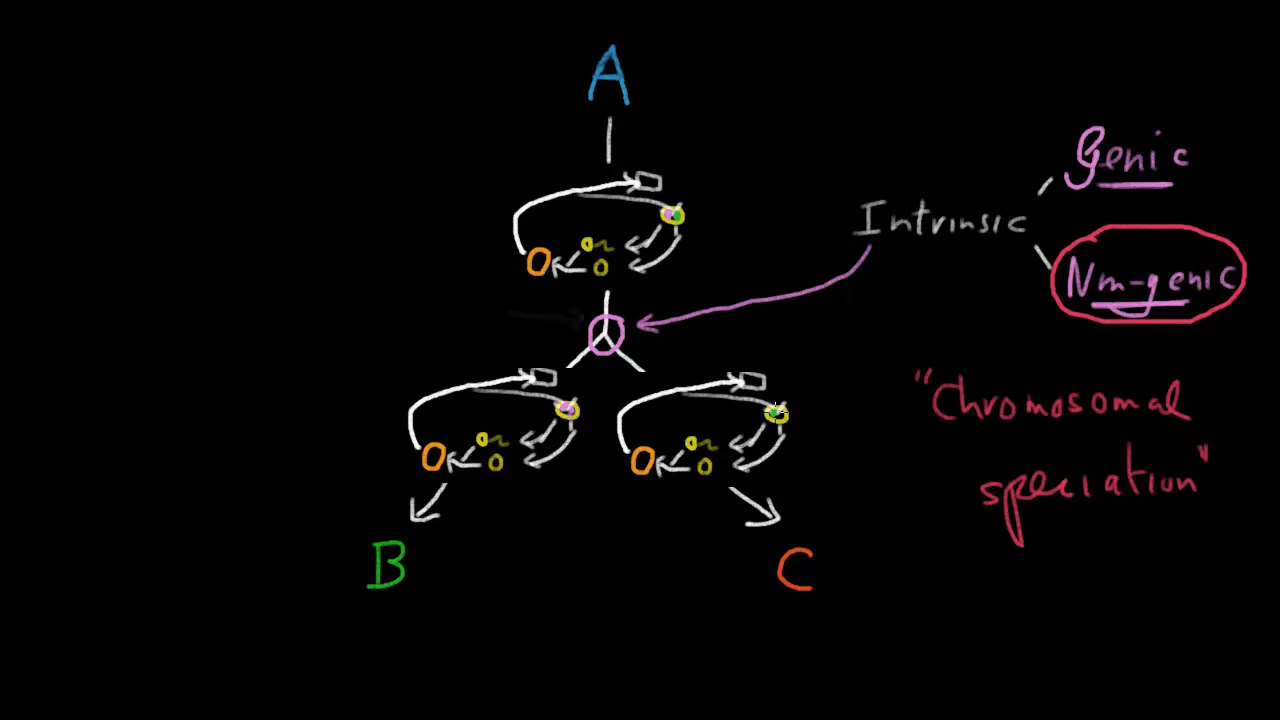 A
Genic
Intrinsic
Non-genic
"Chromosomal
speciation"
B
C